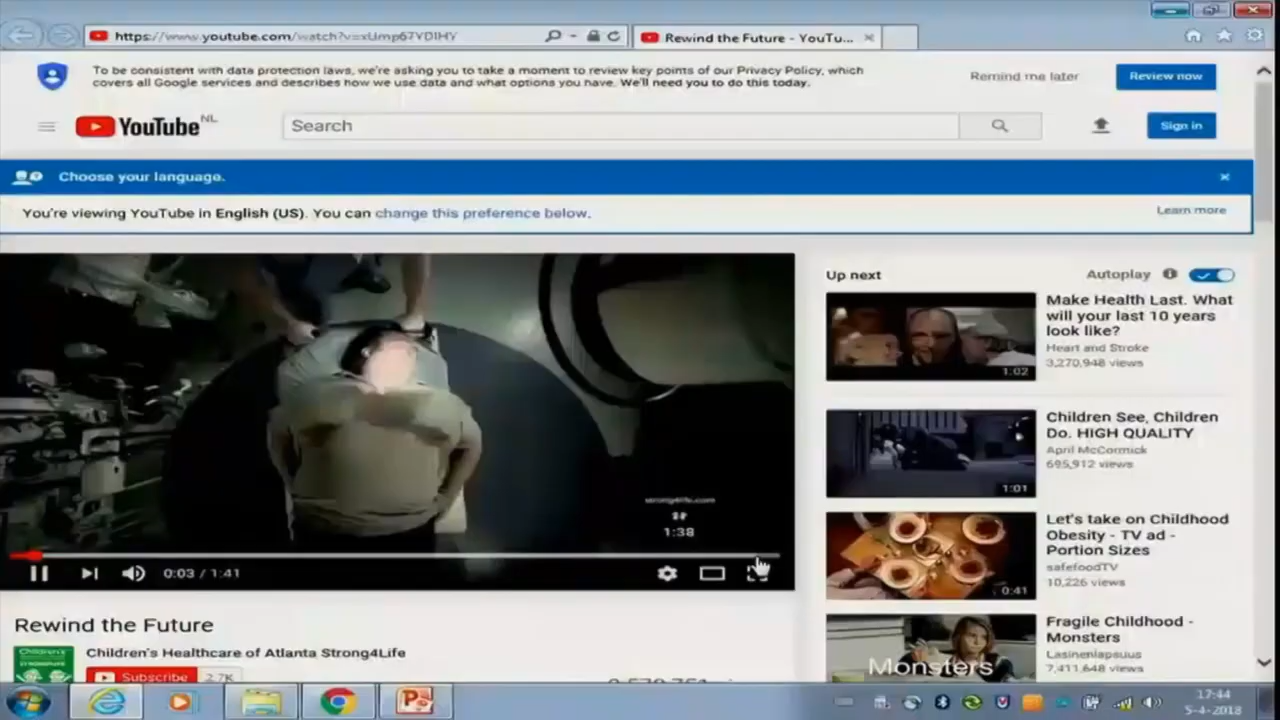 https://www.youtube.com/watch?v=xUmp67YDIHY
Rewind the Future - YouTu...
To be consistent with data protection laws, we're asking you to take a moment to review key points of our Privacy Policy, which
covers all Google services and describes how we use data and what options you have. We'll need you to do this today.
Remind me later
Review now
YouTube NL
Search
Sign in
Choose your language.
You're viewing YouTube in English (US). You can change this preference below.
Learn more
strong4life.com
1:38
0:03 / 1:41
Rewind the Future
Children's Healthcare of Atlanta Strong4Life
Subscribe 2.7K
Up next
Autoplay
Make Health Last. What
will your last 10 years
look like?
Heart and Stroke
3,270,948 views
1:02
Children See, Children
Do. HIGH QUALITY
April McCormick
695,912 views
1:01
Let's take on Childhood
Obesity - TV ad -
Portion Sizes
safefoodTV
10,226 views
0:41
Fragile Childhood -
Monsters
Lasinenlapsuus
7,411,648 views
Monsters
17:44
5-4-2018